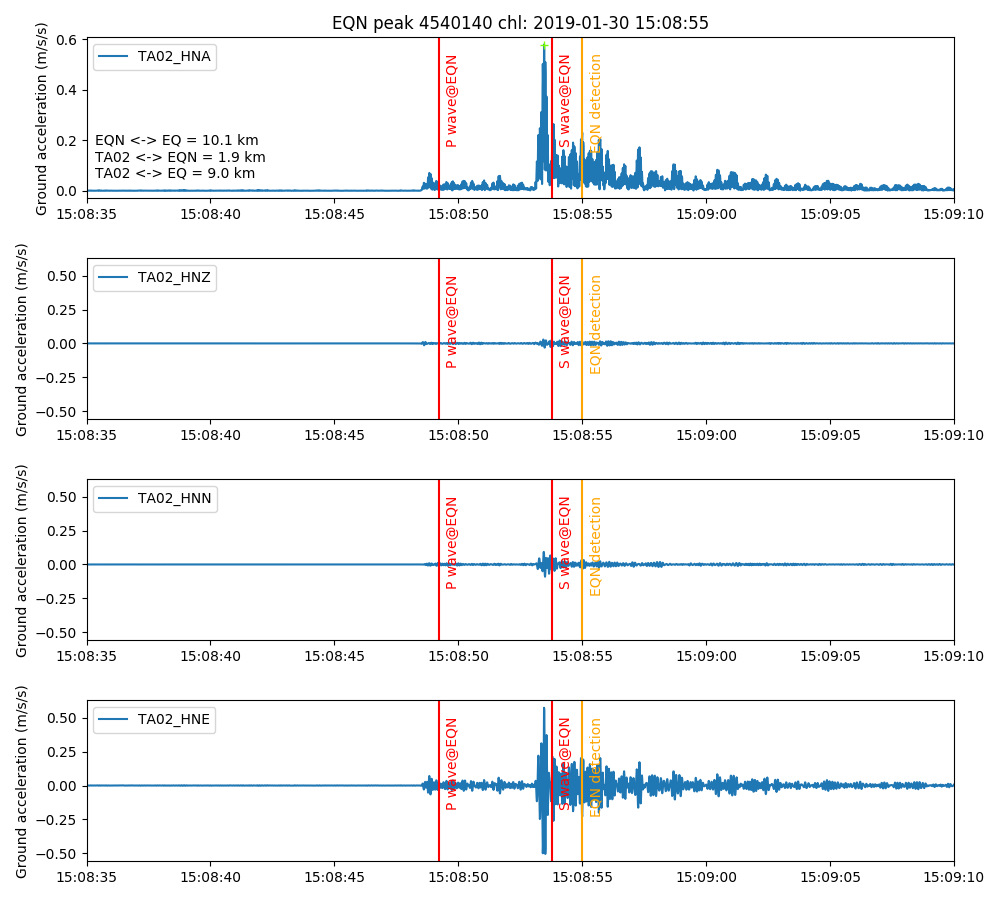 EQN peak 4540140 chl: 2019-01-30 15:08:55
Ground acceleration (m/s/s)
0.6
0.4
0.2
0.0
TA02_HNA
EQN <-> EQ = 10.1 km
TA02 <-> EQN = 1.9 km
TA02 <-> EQ = 9.0 km
P wave@EQN
S wave@EQN
EQN detection
15:08:35 15:08:40 15:08:45 15:08:50 15:08:55 15:09:00 15:09:05 15:09:10
Ground acceleration (m/s/s)
0.50
0.25
0.00
−0.25
−0.50
TA02_HNZ
P wave@EQN
S wave@EQN
EQN detection
15:08:35 15:08:40 15:08:45 15:08:50 15:08:55 15:09:00 15:09:05 15:09:10
Ground acceleration (m/s/s)
0.50
0.25
0.00
−0.25
−0.50
TA02_HNN
P wave@EQN
S wave@EQN
EQN detection
15:08:35 15:08:40 15:08:45 15:08:50 15:08:55 15:09:00 15:09:05 15:09:10
Ground acceleration (m/s/s)
0.50
0.25
0.00
−0.25
−0.50
TA02_HNE
P wave@EQN
S wave@EQN
EQN detection
15:08:35 15:08:40 15:08:45 15:08:50 15:08:55 15:09:00 15:09:05 15:09:10